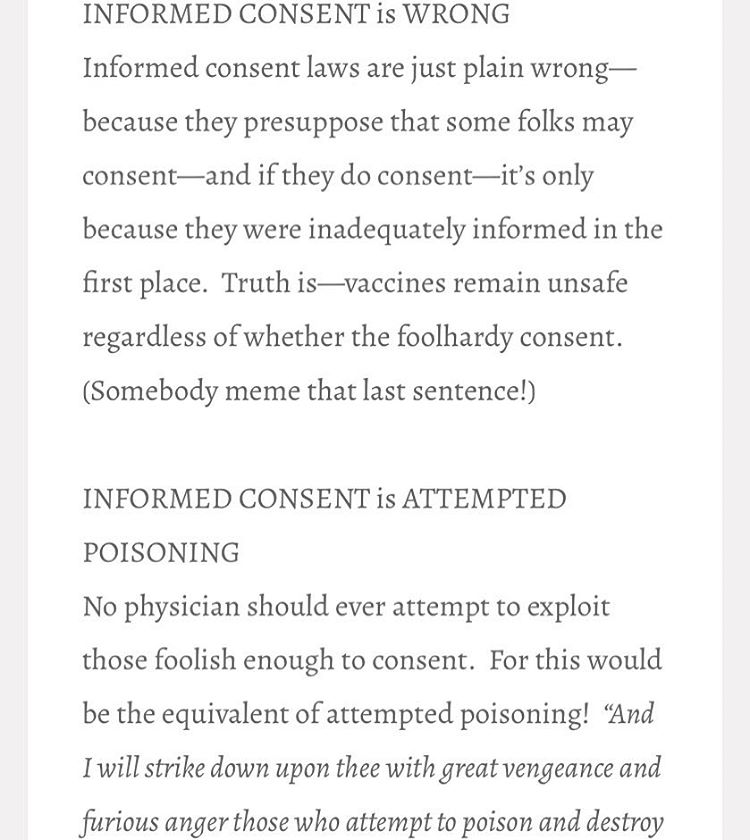 INFORMED CONSENT is WRONG
Informed consent laws are just plain wrong—
because they presuppose that some folks may
consent—and if they do consent—it’s only
because they were inadequately informed in the
first place.  Truth is—vaccines remain unsafe
regardless of whether the foolhardy consent.
(Somebody meme that last sentence!)

INFORMED CONSENT is ATTEMPTED
POISONING
No physician should ever attempt to exploit
those foolish enough to consent.  For this would
be the equivalent of attempted poisoning!  “And
I will strike down upon thee with great vengeance and
furious anger those who attempt to poison and destroy